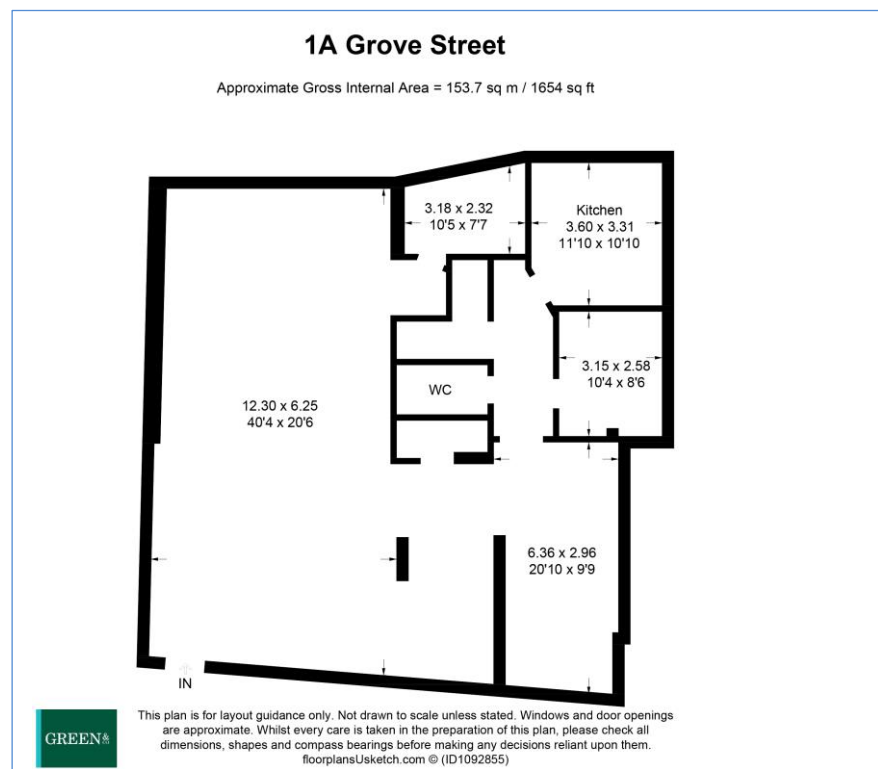 1A Grove Street
Approximate Gross Internal Area = 153.7 sq m / 1654 sq ft
3.18 x 2.32
10'5 x 7'7
Kitchen
3.60 x 3.31
11'10 x 10'10
3.15 x 2.58
10'4 x 8'6
WC
12.30 x 6.25
40'4 x 20'6
6.36 x 2.96
20'10 x 9'9
IN
GREEN & CO
This plan is for layout guidance only. Not drawn to scale unless stated. Windows and door openings
are approximate. Whilst every care is taken in the preparation of this plan, please check all
dimensions, shapes and compass bearings before making any decisions reliant upon them.
floorplansUsketch.com © (ID1092855)